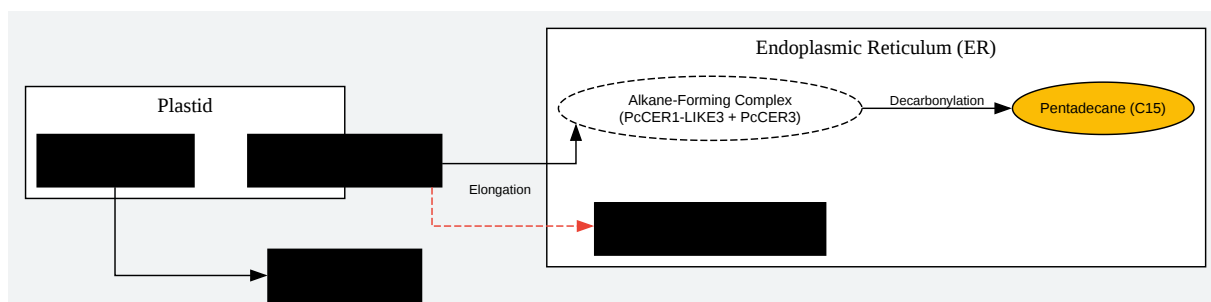 Endoplasmic Reticulum (ER)
Plastid
Alkane-Forming Complex
(PcCER1-LIKE3 + PcCER3)
Decarbonylation
Pentadecane (C15)
Elongation